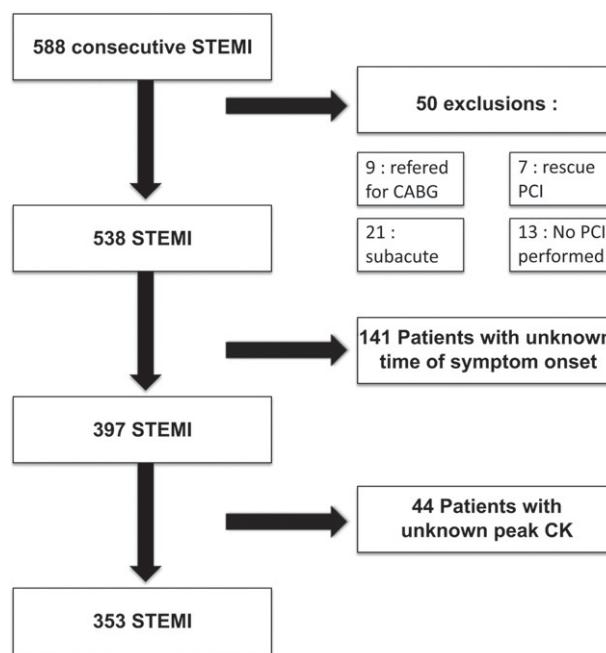 588 consecutive STEMI
50 exclusions :
9 : refered
for CABG
7 : rescue
PCI
21 :
subacute
13 : No PCI
performed
538 STEMI
141 Patients with unknown
time of symptom onset
397 STEMI
44 Patients with
unknown peak CK
353 STEMI